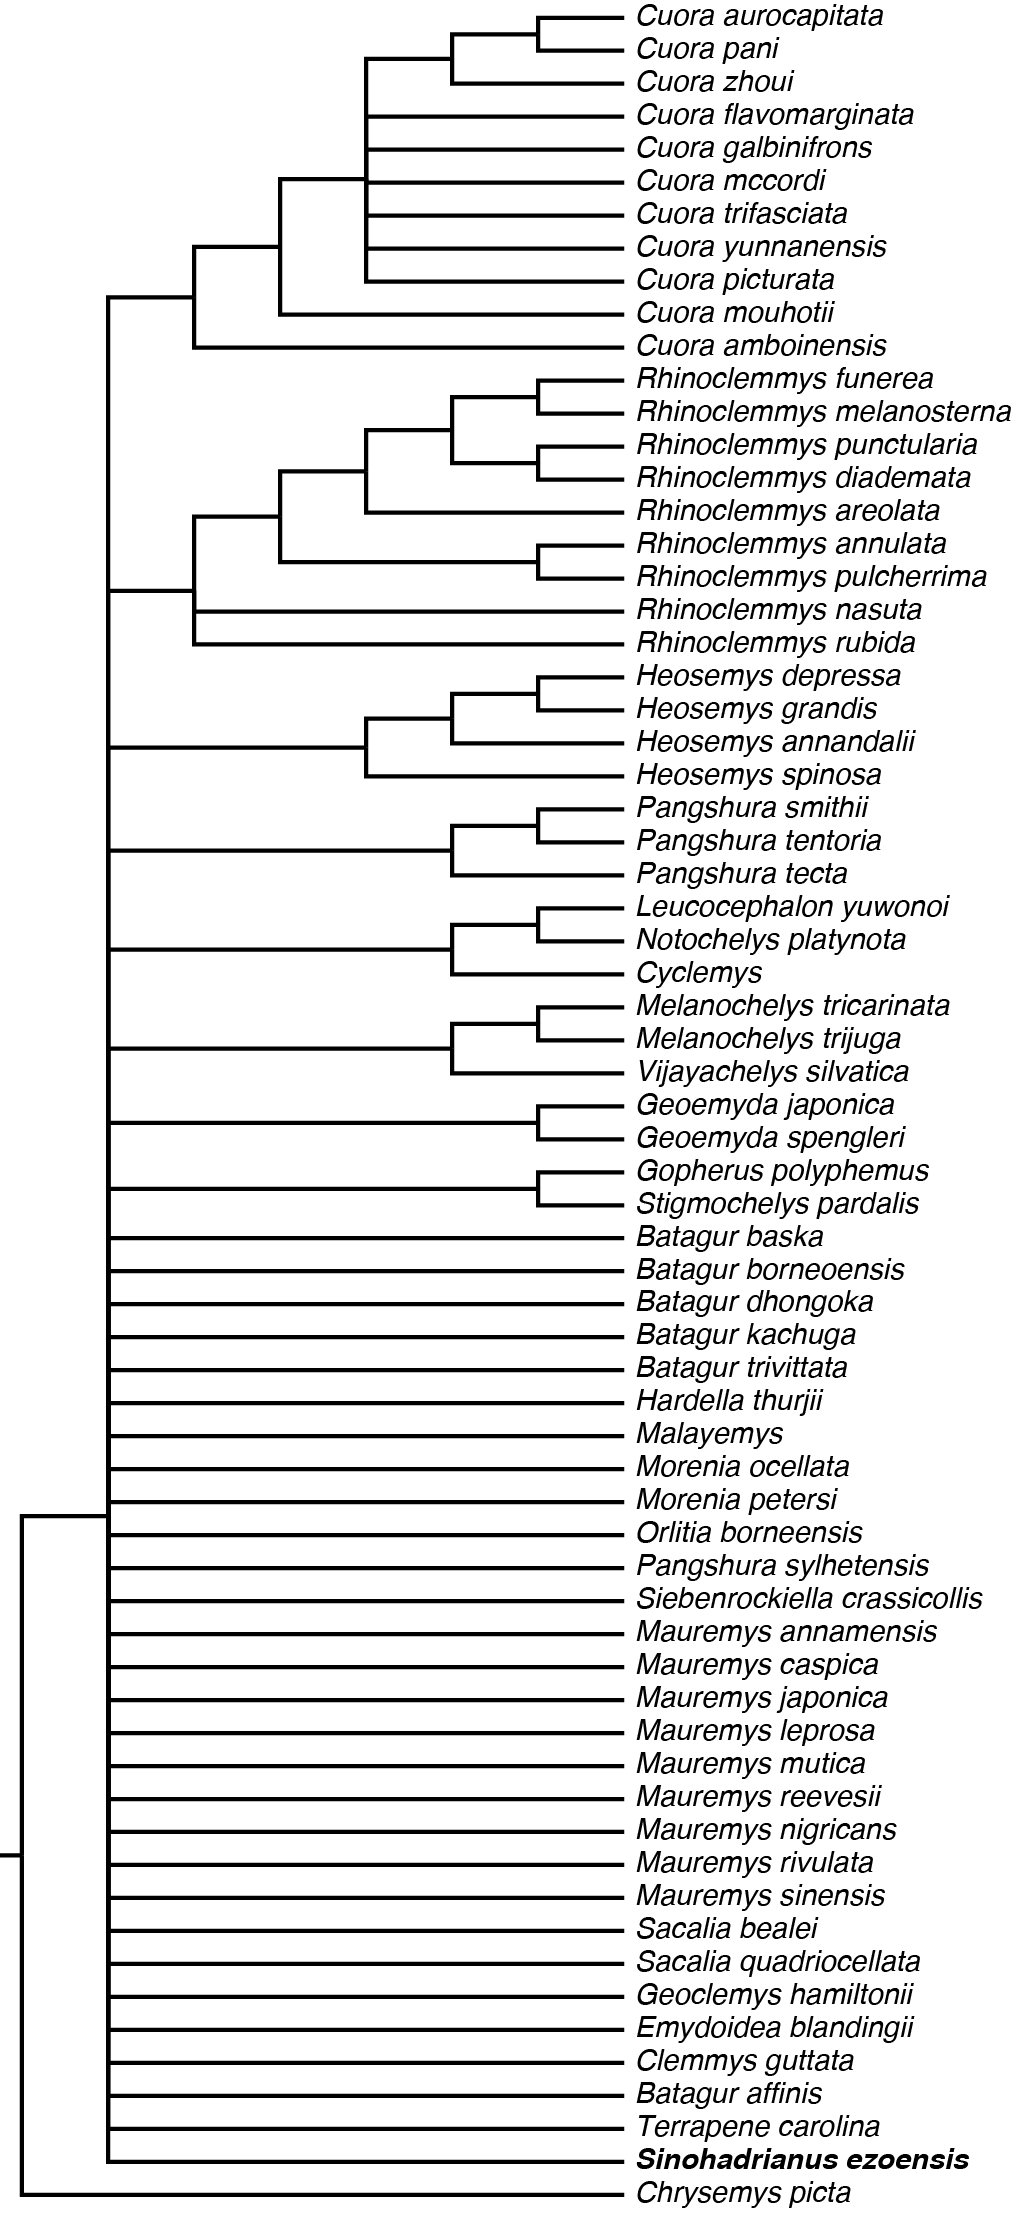 Cuora aurocapitata
Cuora pani
Cuora zhoui
Cuora flavomarginata
Cuora galbinifrons
Cuora mccordi
Cuora trifasciata
Cuora yunnanensis
Cuora picturata
Cuora mouhotii
Cuora amboinensis
Rhinoclemmys funerea
Rhinoclemmys melanosterna
Rhinoclemmys punctularia
Rhinoclemmys diademata
Rhinoclemmys areolata
Rhinoclemmys annulata
Rhinoclemmys pulcherrima
Rhinoclemmys nasuta
Rhinoclemmys rubida
Heosemys depressa
Heosemys grandis
Heosemys annandalii
Heosemys spinosa
Pangshura smithii
Pangshura tentoria
Pangshura tecta
Leucocephalon yuwonoi
Notochelys platynota
Cyclemys
Melanochelys tricarinata
Melanochelys trijuga
Vijayachelys silvatica
Geoemyda japonica
Geoemyda spengleri
Gopherus polyphemus
Stigmochelys pardalis
Batagur baska
Batagur borneoensis
Batagur dhongoka
Batagur kachuga
Batagur trivittata
Hardella thurjii
Malayemys
Morenia ocellata
Morenia petersi
Orlitia borneensis
Pangshura sylhetensis
Siebenrockiella crassicollis
Mauremys annamensis
Mauremys caspica
Mauremys japonica
Mauremys leprosa
Mauremys mutica
Mauremys reevesii
Mauremys nigricans
Mauremys rivulata
Mauremys sinensis
Sacalia bealei
Sacalia quadriocellata
Geoclemys hamiltonii
Emydoidea blandingii
Clemmys guttata
Batagur affinis
Terrapene carolina
Sinohadrianus ezoensis
Chrysemys picta